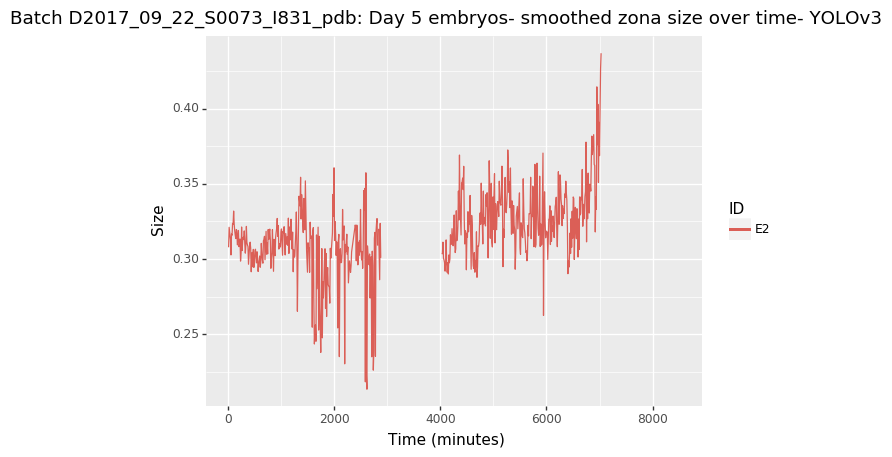 Batch D2017_09_22_S0073_I831_pdb: Day 5 embryos- smoothed zona size over time- YOLOv3
0.40
0.35
0.30
0.25
Size
0
2000
4000
6000
8000
Time (minutes)
ID
E2